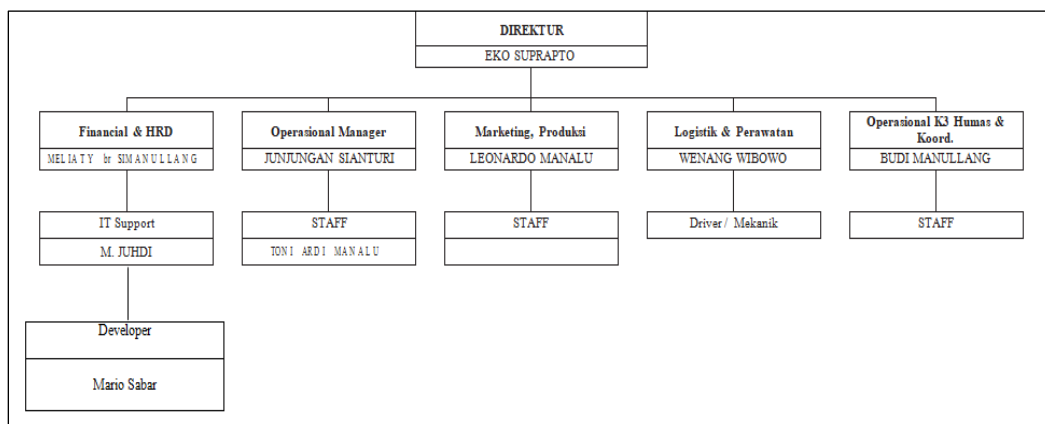 DIREKTUR
EKO SUPRAPTO
Financial & HRD
MELIATY br SIMANULLANG
Operasional Manager
JUNJUNGAN SIANTURI
Marketing, Produksi
LEONARDO MANALU
Logistik & Perawatan
WENANG WIBOWO
Operasional K3 Humas &
Koord.
BUDI MANULLANG
IT Support
M. JUHDI
STAFF
TONI ARDI MANALU
STAFF
Driver / Mekanik
STAFF
Developer
Mario Sabar